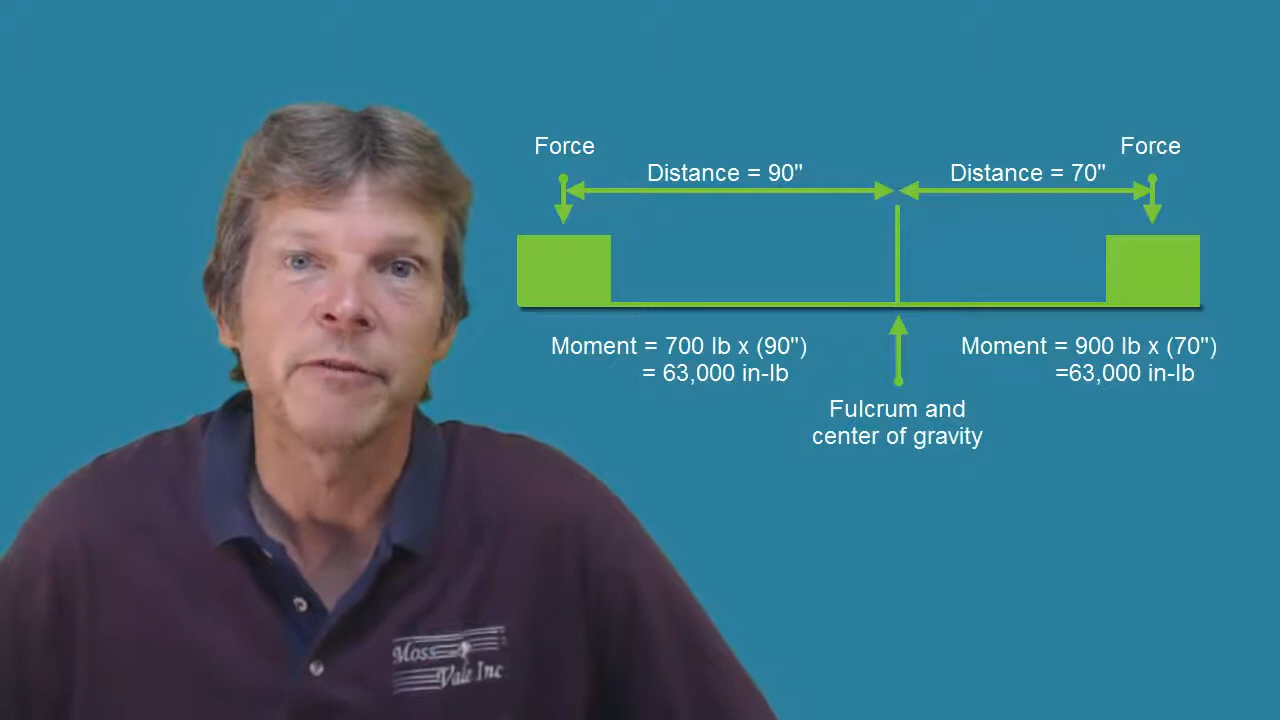 Force
Force
Distance = 90"
Distance = 70"
Moment = 700 lb x (90")
= 63,000 in-lb
Moment = 900 lb x (70")
=63,000 in-lb
Fulcrum and
center of gravity
Moss
Vale Inc